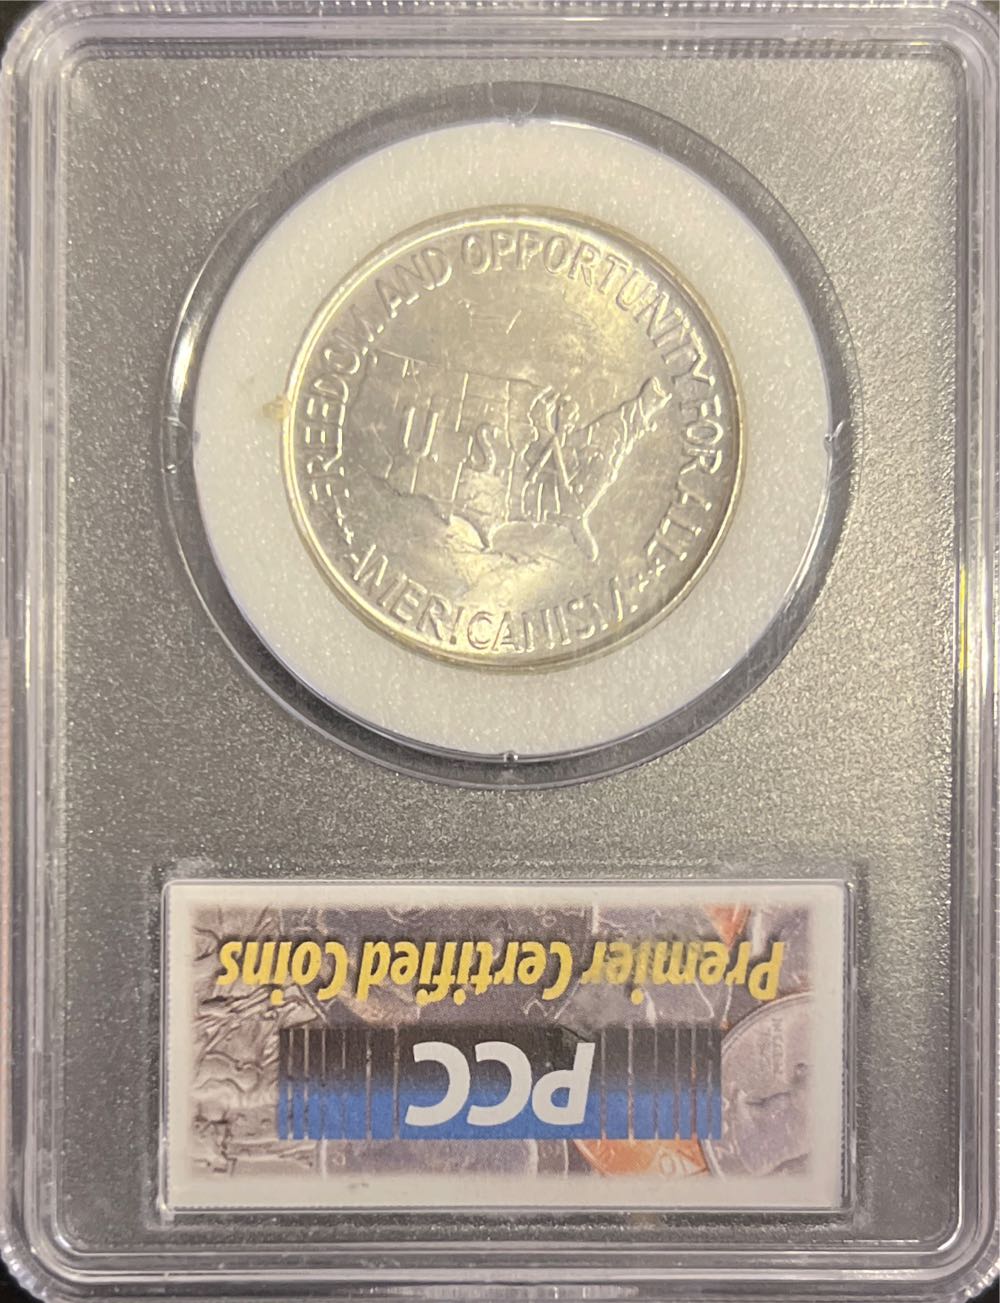 FREEDOM AND OPPORTUNITY FOR ALL
U.S.A
AMERICANISM
PCC
Premier Certified Coins